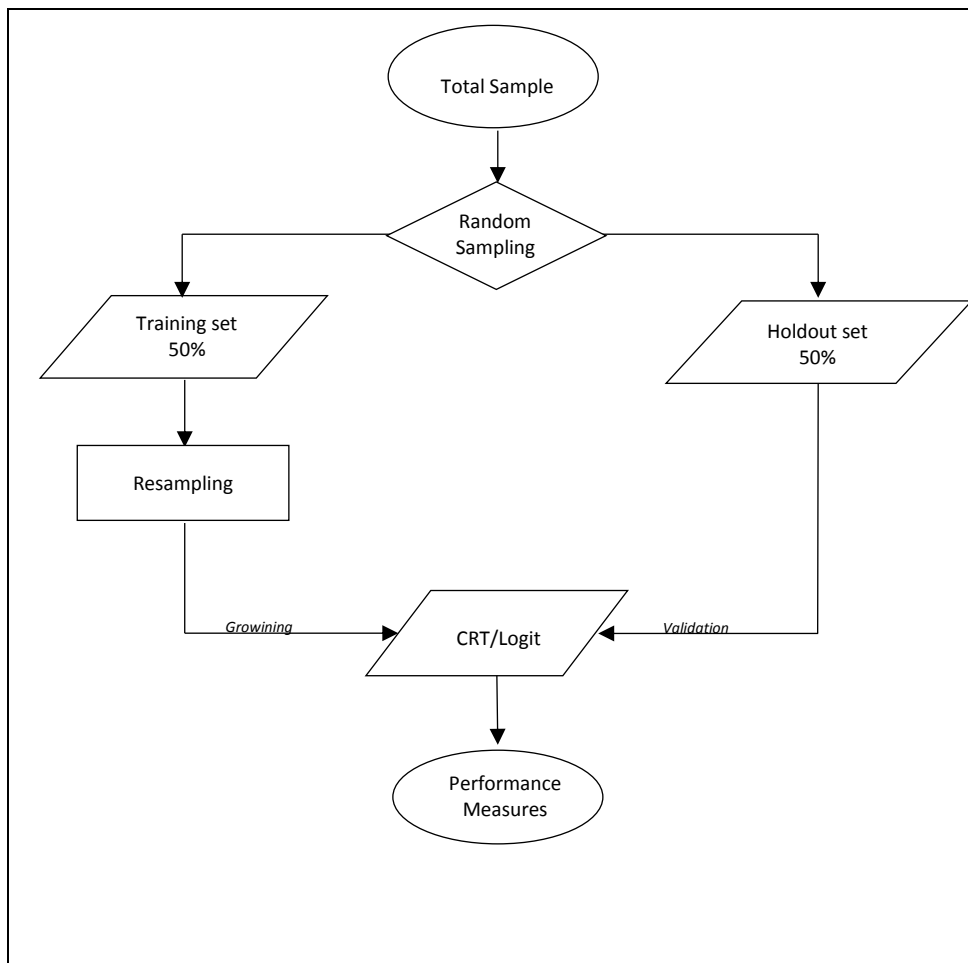 Total Sample
Random
Sampling
Training set
50%
Holdout set
50%
Resampling
Growining
CRT/Logit
Validation
Performance
Measures